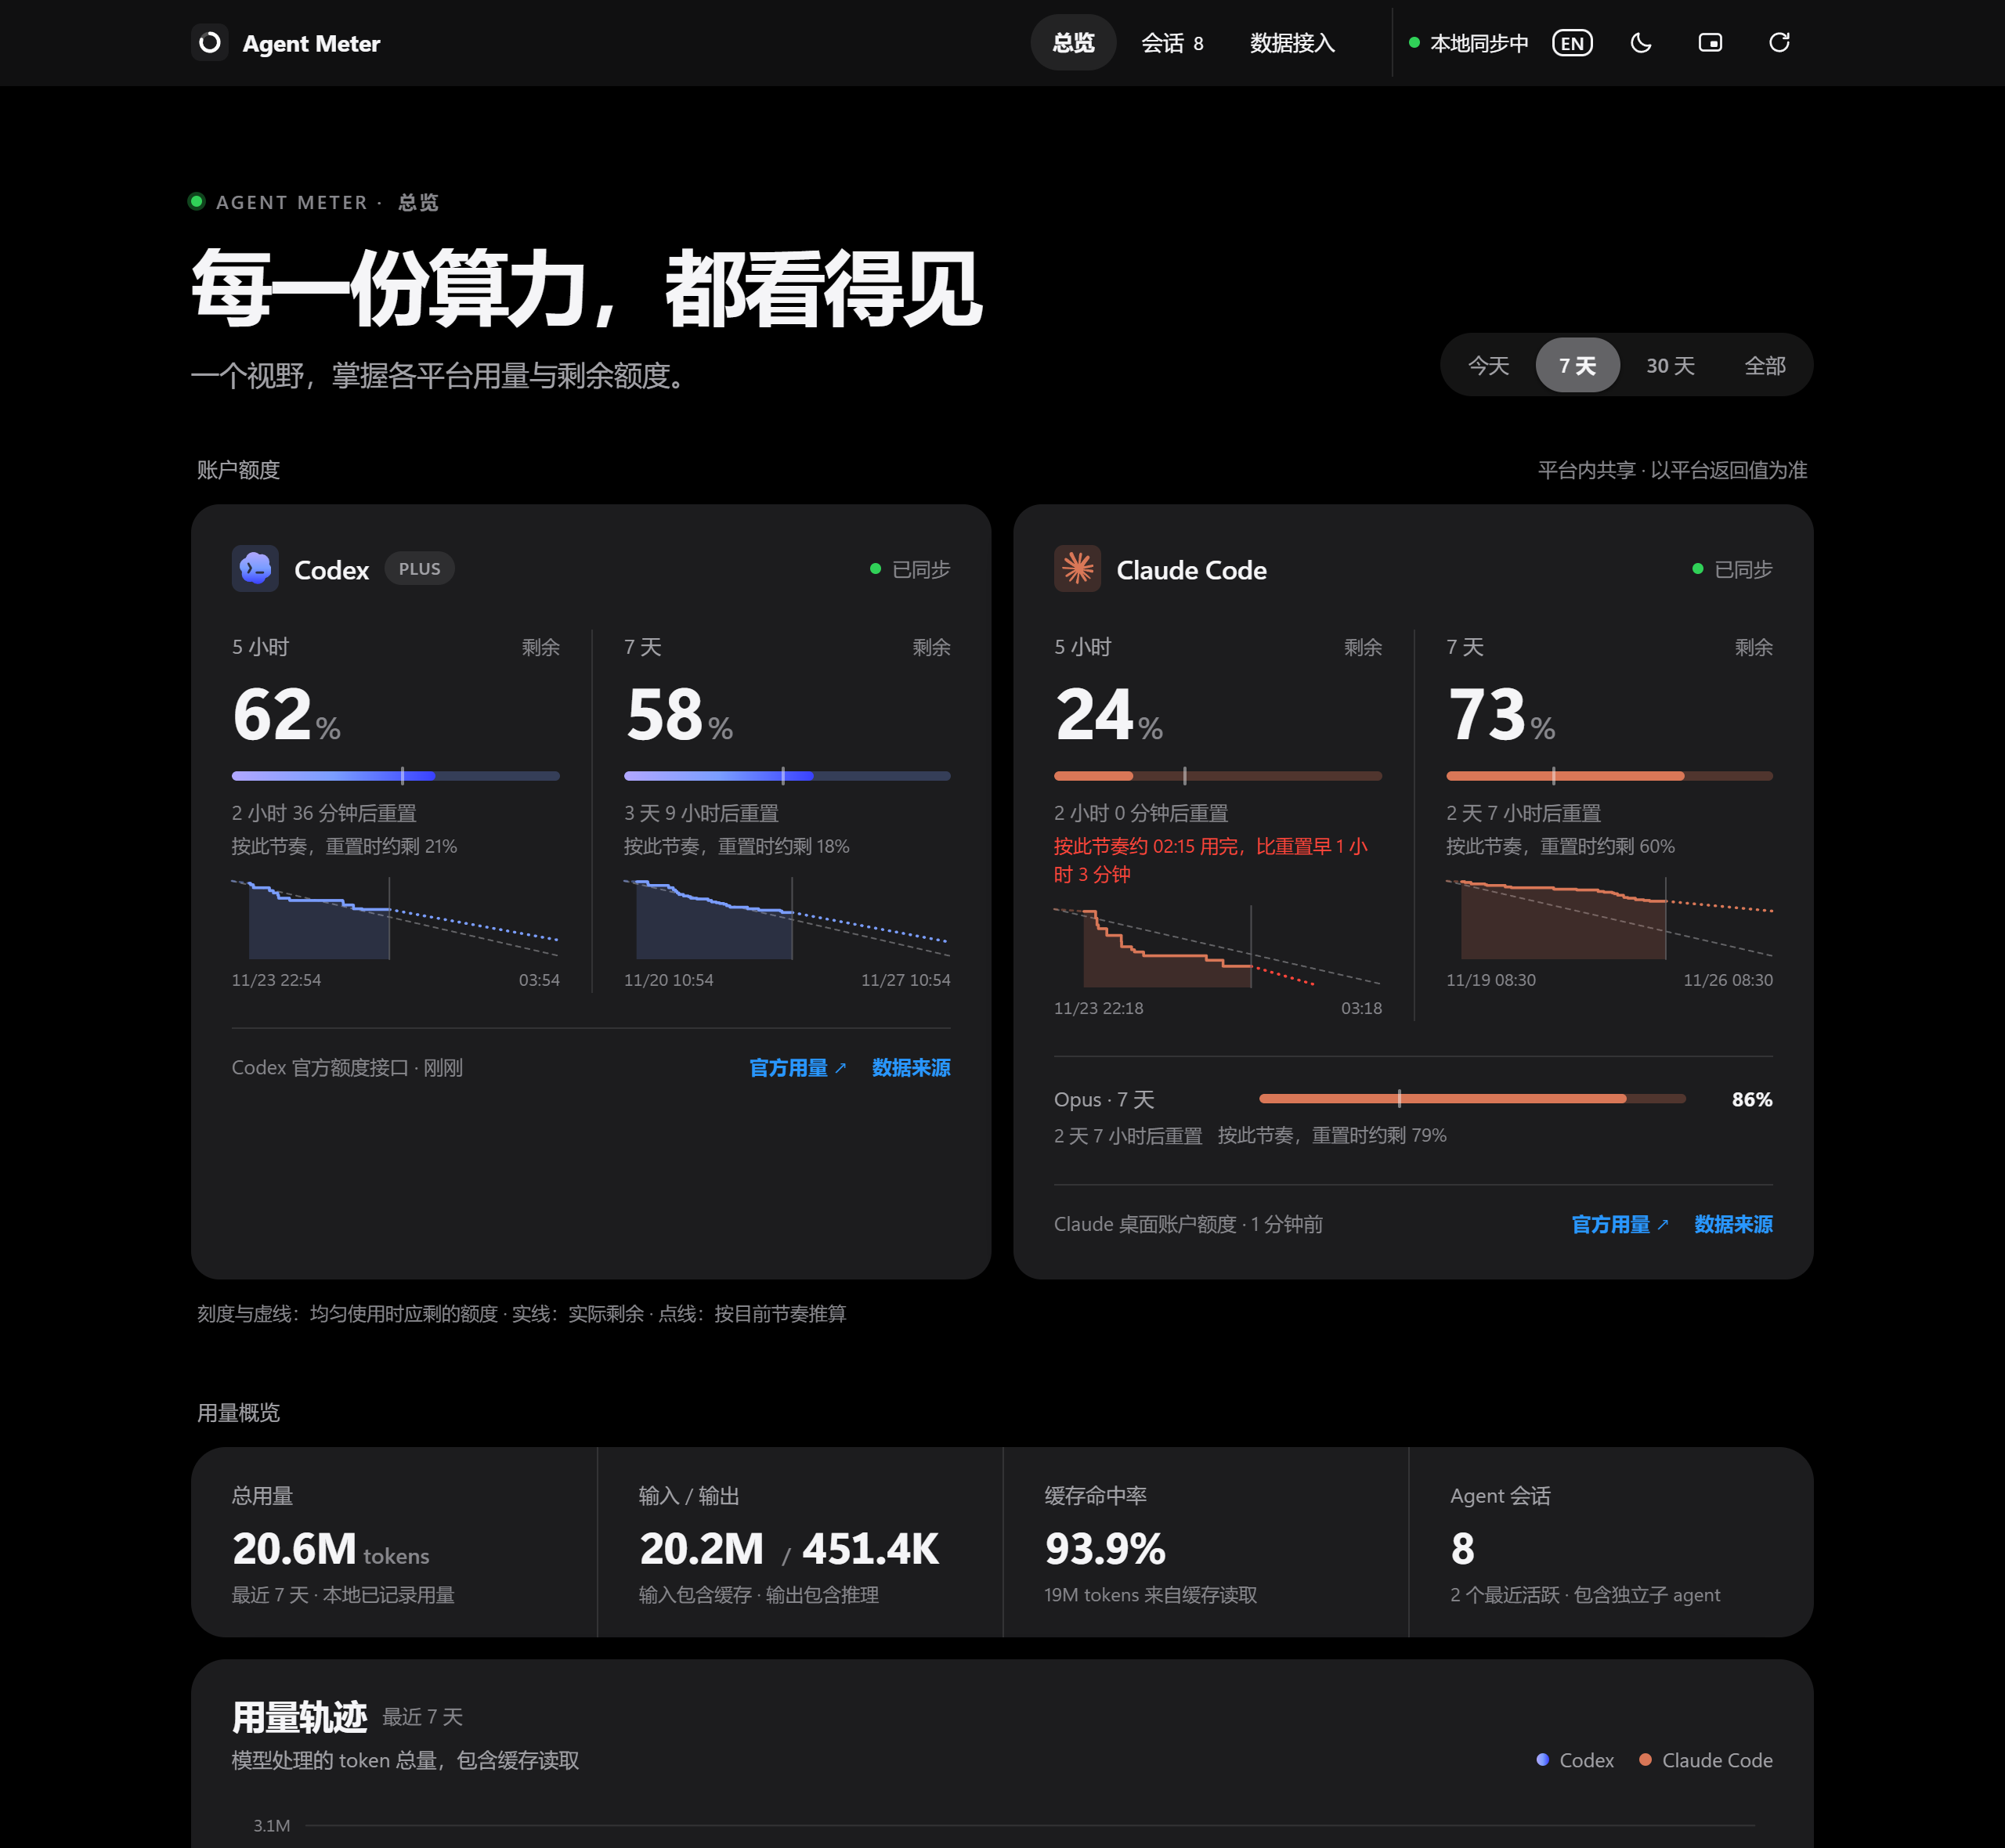 Agent Meter
总览
会话 8
数据接入
本地同步中
EN
AGENT METER · 总览
每一份算力，都看得见
一个视野，掌握各平台用量与剩余额度。
今天
7 天
30 天
全部
账户额度
平台内共享 · 以平台返回值为准
Codex
PLUS
已同步
5 小时
剩余
62%
2 小时 36 分钟后重置
按此节奏，重置时约剩 21%
11/23 22:54
03:54
7 天
剩余
58%
3 天 9 小时后重置
按此节奏，重置时约剩 18%
11/20 10:54
11/27 10:54
Codex 官方额度接口 · 刚刚
官方用量 ↗
数据来源
Claude Code
已同步
5 小时
剩余
24%
2 小时 0 分钟后重置
按此节奏约 02:15 用完，比重置早 1 小
时 3 分钟
11/23 22:18
03:18
7 天
剩余
73%
2 天 7 小时后重置
按此节奏，重置时约剩 60%
11/19 08:30
11/26 08:30
Opus · 7 天
86%
2 天 7 小时后重置 按此节奏，重置时约剩 79%
Claude 桌面账户额度 · 1 分钟前
官方用量 ↗
数据来源
刻度与虚线：均匀使用时应剩的额度 · 实线：实际剩余 · 点线：按目前节奏推算
用量概览
总用量
20.6M tokens
最近 7 天 · 本地已记录用量
输入 / 输出
20.2M / 451.4K
输入包含缓存 · 输出包含推理
缓存命中率
93.9%
19M tokens 来自缓存读取
Agent 会话
8
2 个最近活跃 · 包含独立子 agent
用量轨迹 最近 7 天
模型处理的 token 总量，包含缓存读取
Codex
Claude Code
3.1M